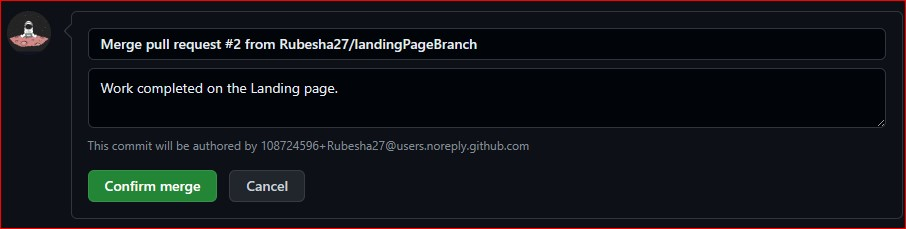 Merge pull request #2 from Rubesha27/landingPageBranch
Work completed on the Landing page.
This commit will be authored by 108724596+Rubesha27@users.noreply.github.com
Confirm merge
Cancel